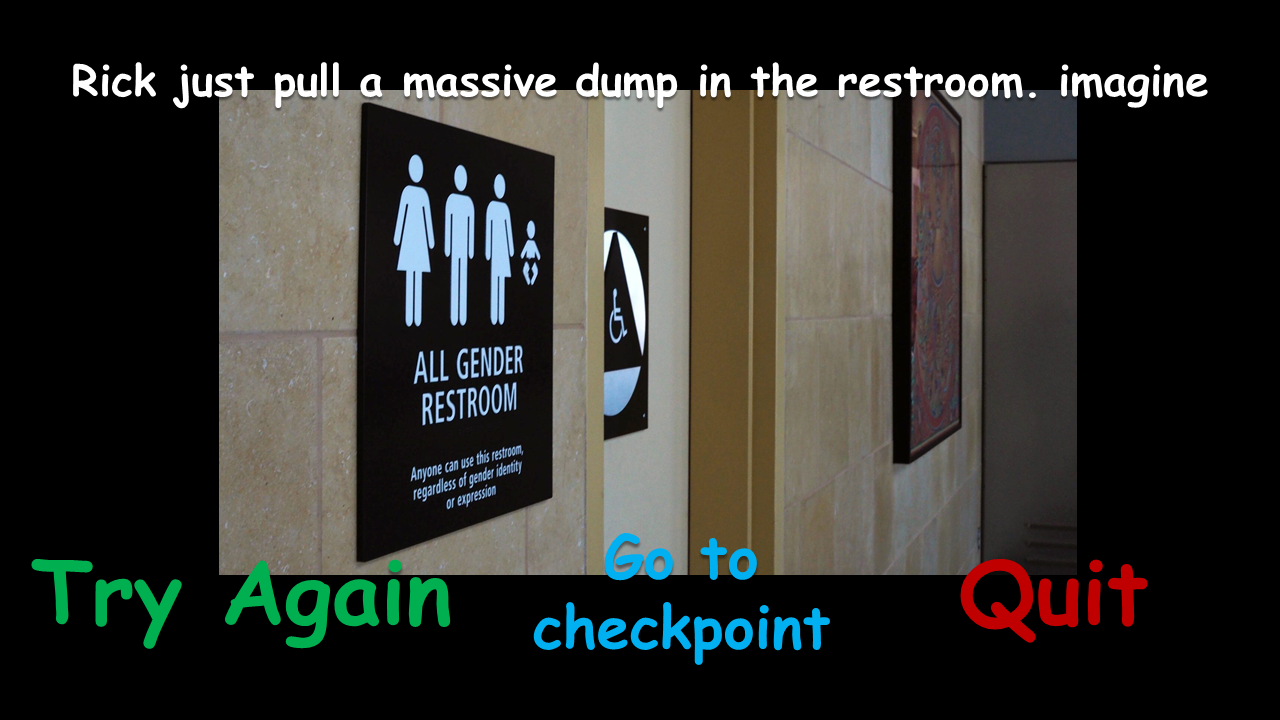 Rick just pull a massive dump in the restroom. imagine
ALL GENDER
RESTROOM
Anyone can use this restroom,
regardless of gender identity
or expression
Try Again
Go to
checkpoint
Quit